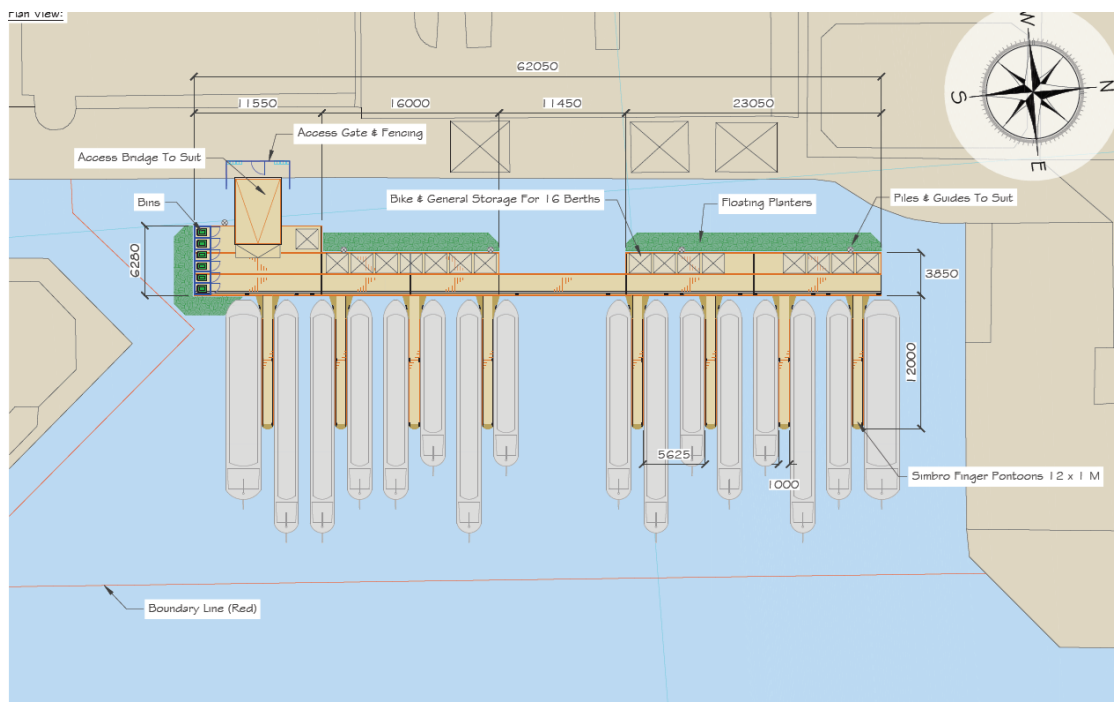 Plan View:
62050
11550
16000
11450
23050
W
S
N
E
Access Gate & Fencing
Access Bridge To Suit
Bins
Bike & General Storage For 16 Berths
Floating Planters
Piles & Guides To Suit
6280
3850
12000
5625
1000
Simbro Finger Pontoons 12 x 1 M
Boundary Line (Red)